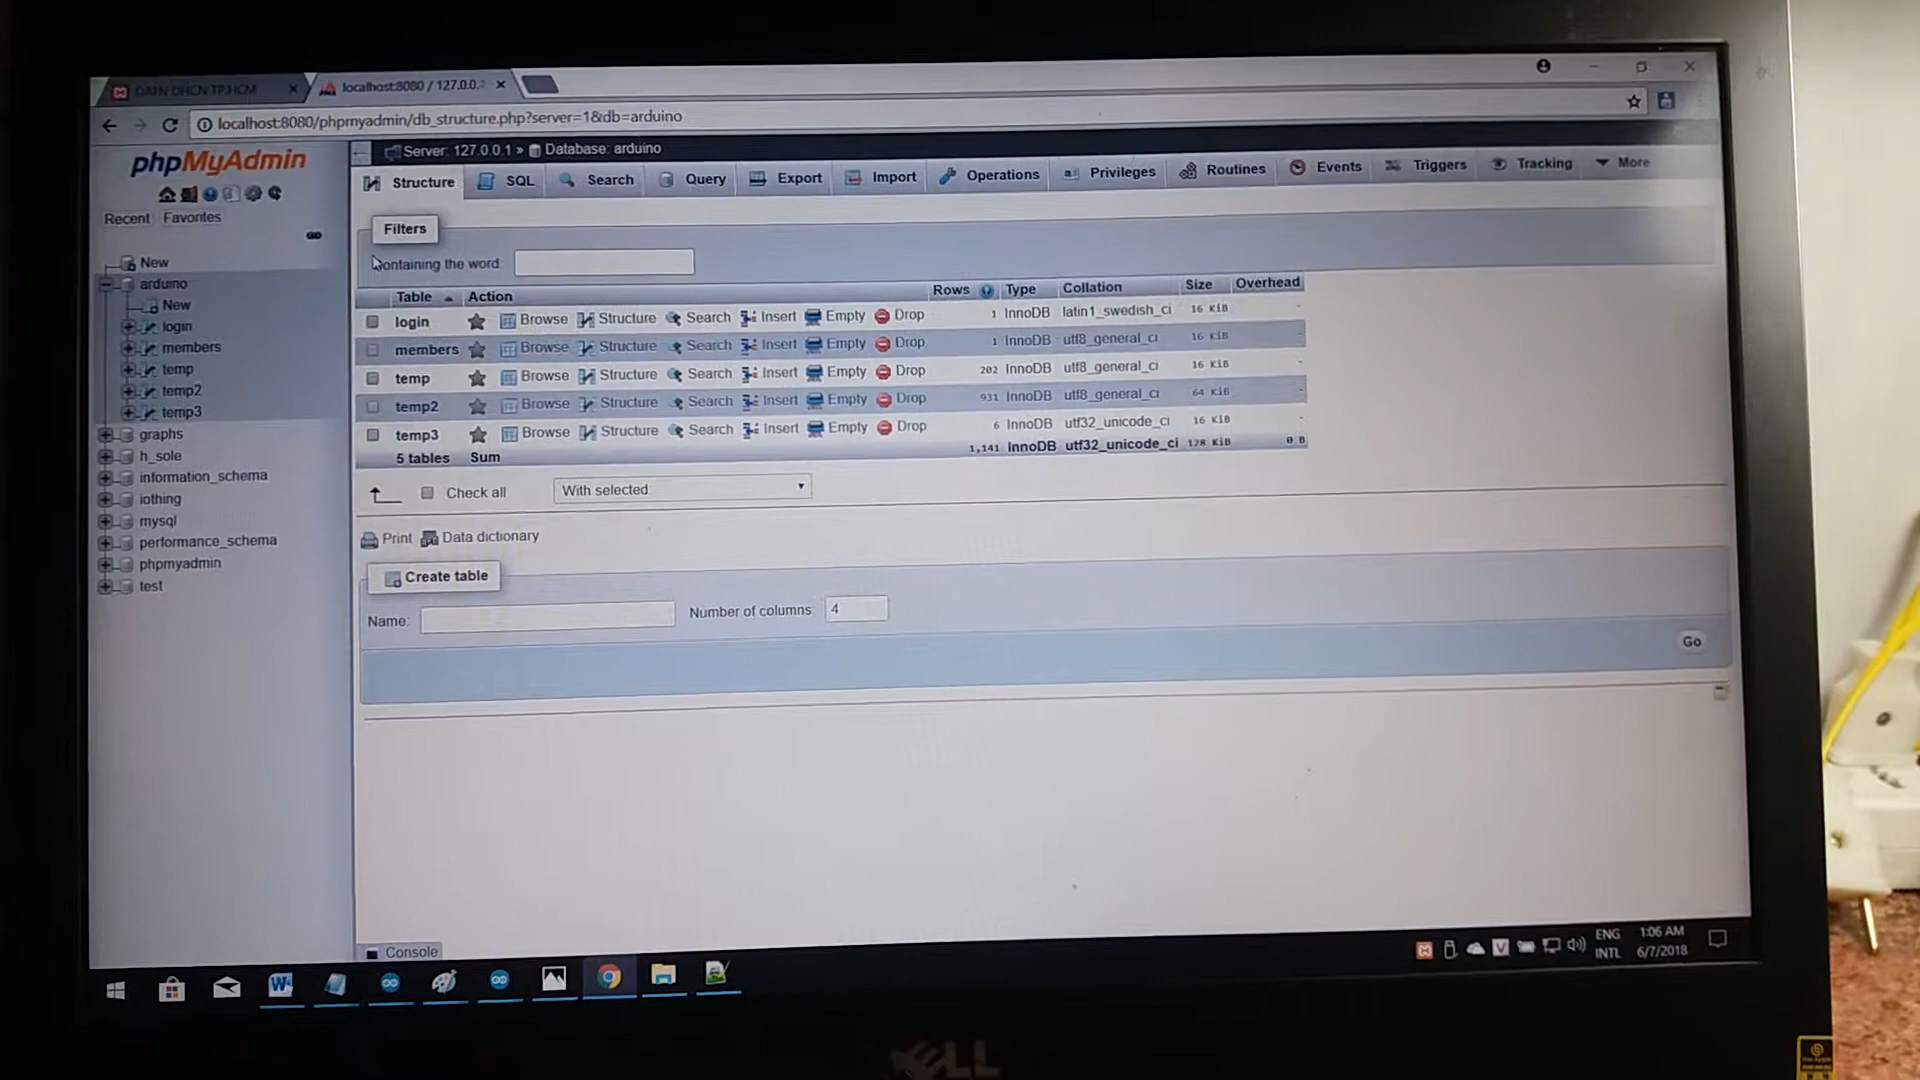 DATN DHCN TP.HCM
localhost:8080 / 127.0.0.
localhost:8080/phpmyadmin/db_structure.php?server=1&db=arduino
phpMyAdmin
Recent Favorites
New
arduino
New
login
members
temp
temp2
temp3
graphs
h_sole
information_schema
iothing
mysql
performance_schema
phpmyadmin
test
Server: 127.0.0.1 » Database: arduino
Structure SQL Search Query Export Import Operations Privileges Routines Events Triggers Tracking More
Filters
Containing the word:
Table Action Rows Type Collation Size Overhead
login Browse Structure Search Insert Empty Drop 1 InnoDB latin1_swedish_ci 16 KiB -
members Browse Structure Search Insert Empty Drop 1 InnoDB utf8_general_ci 16 KiB -
temp Browse Structure Search Insert Empty Drop 202 InnoDB utf8_general_ci 16 KiB -
temp2 Browse Structure Search Insert Empty Drop 931 InnoDB utf8_general_ci 64 KiB -
temp3 Browse Structure Search Insert Empty Drop 6 InnoDB utf32_unicode_ci 16 KiB -
5 tables Sum 1,141 InnoDB utf32_unicode_ci 128 KiB 0 B
Check all With selected:
Print Data dictionary
Create table
Name: Number of columns: 4
Go
Console
ENG 1:06 AM
INTL 6/7/2018
DELL